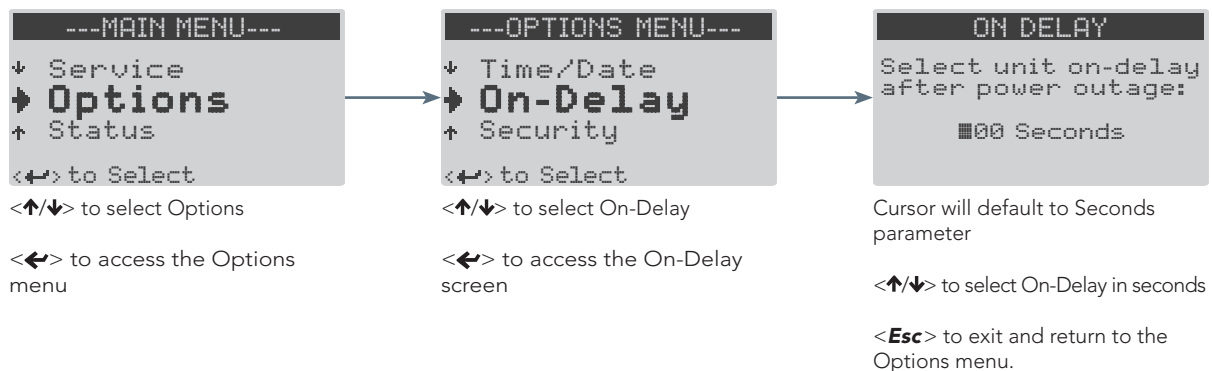 ---MAIN MENU---
↓ Service
→ Options
↑ Status
<↵> to Select
<↑/↓> to select Options
<↵> to access the Options
menu
---OPTIONS MENU---
↓ Time/Date
→ On-Delay
↑ Security
<↵> to Select
<↑/↓> to select On-Delay
<↵> to access the On-Delay
screen
ON DELAY
Select unit on-delay
after power outage:
00 Seconds
Cursor will default to Seconds
parameter
<↑/↓> to select On-Delay in seconds
<Esc> to exit and return to the
Options menu.